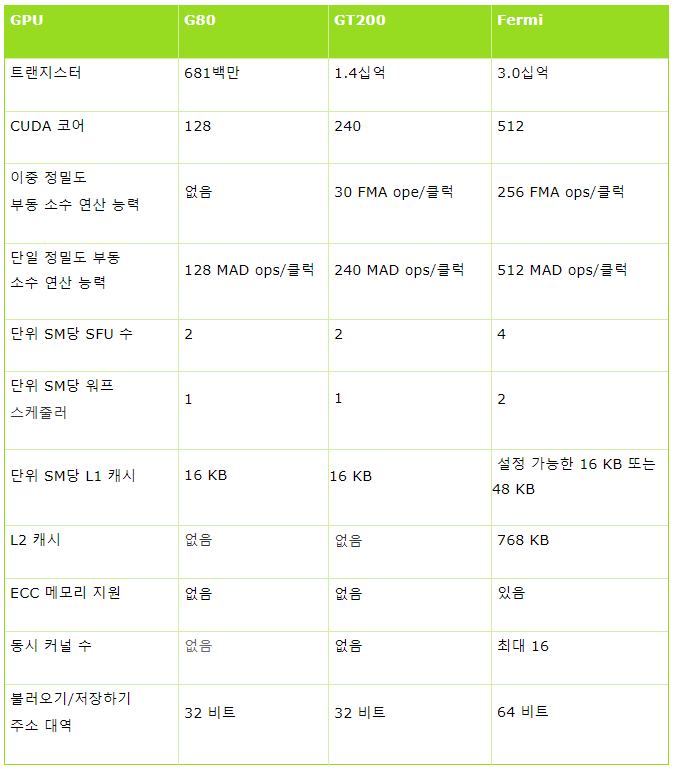 GPU G80 GT200 Fermi
트랜지스터 681백만 1.4십억 3.0십억
CUDA 코어 128 240 512
이중 정밀도
부동 소수 연산 능력 없음 30 FMA ope/클럭 256 FMA ops/클럭
단일 정밀도 부동
소수 연산 능력 128 MAD ops/클럭 240 MAD ops/클럭 512 MAD ops/클럭
단위 SM당 SFU 수 2 2 4
단위 SM당 워프
스케줄러 1 1 2
단위 SM당 L1 캐시 16 KB 16 KB 설정 가능한 16 KB 또는
48 KB
L2 캐시 없음 없음 768 KB
ECC 메모리 지원 없음 없음 있음
동시 커널 수 없음 없음 최대 16
불러오기/저장하기
주소 대역 32 비트 32 비트 64 비트